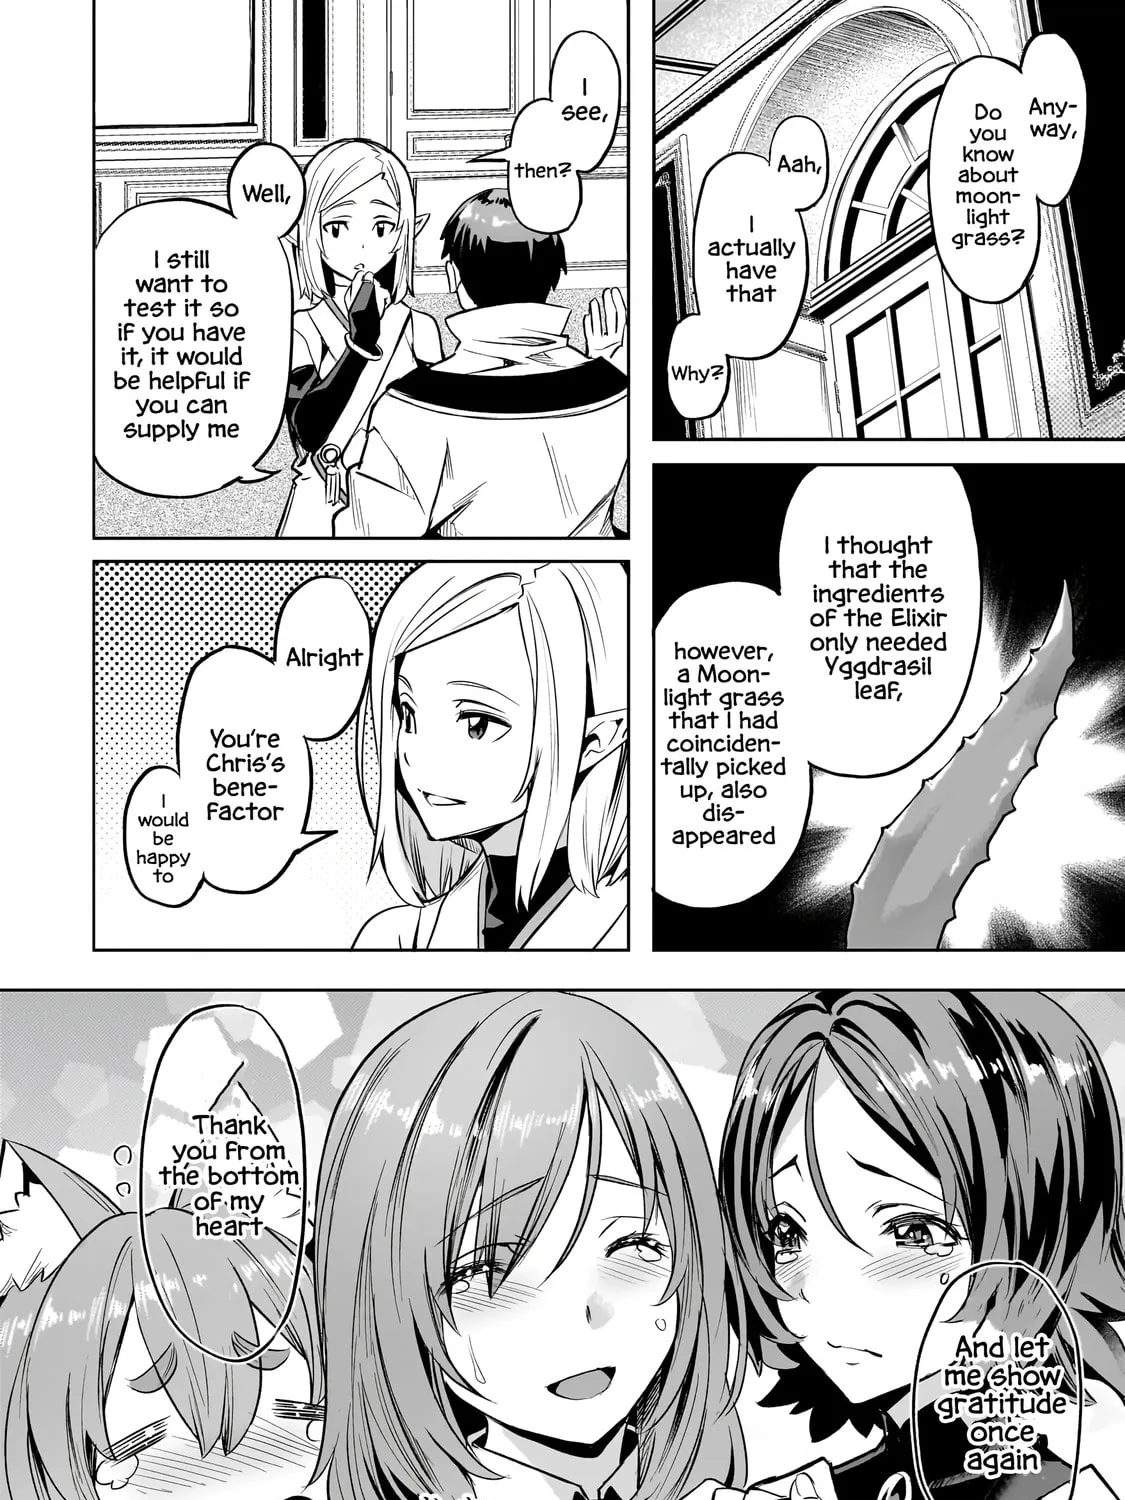 Any-
way,
Do
you
know
about
moon-
light
grass?
Aah,
I
actually
have
that
Why?
I thought
that the
ingredients
of the Elixir
only needed
Yggdrasil
leaf,
however,
a Moon-
light grass
that I had
coinciden-
tally picked
up, also
dis-
appeared
I
see,
then?
Well,
I still
want to
test it so
if you have
it, it would
be helpful if
you can
supply me
Alright
You're
Chris's
bene-
factor
I
would
be
happy
to
And let
me show
gratitude
once
again
Thank
you from
the bottom
of my
heart